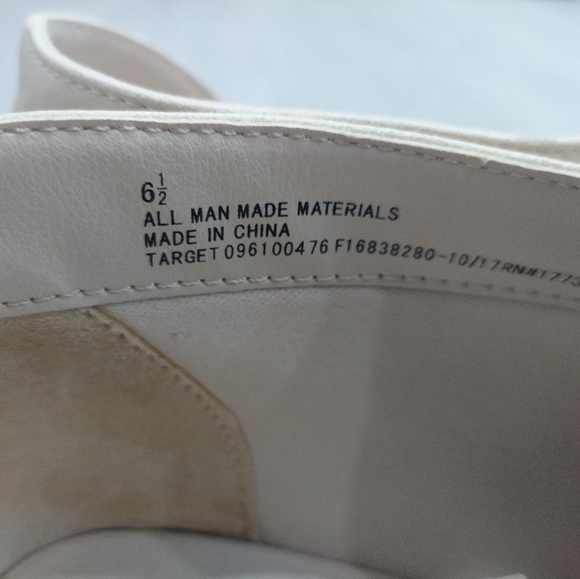 6½
ALL MAN MADE MATERIALS
MADE IN CHINA
TARGET 096100476 F16838280-10/17RN#1773